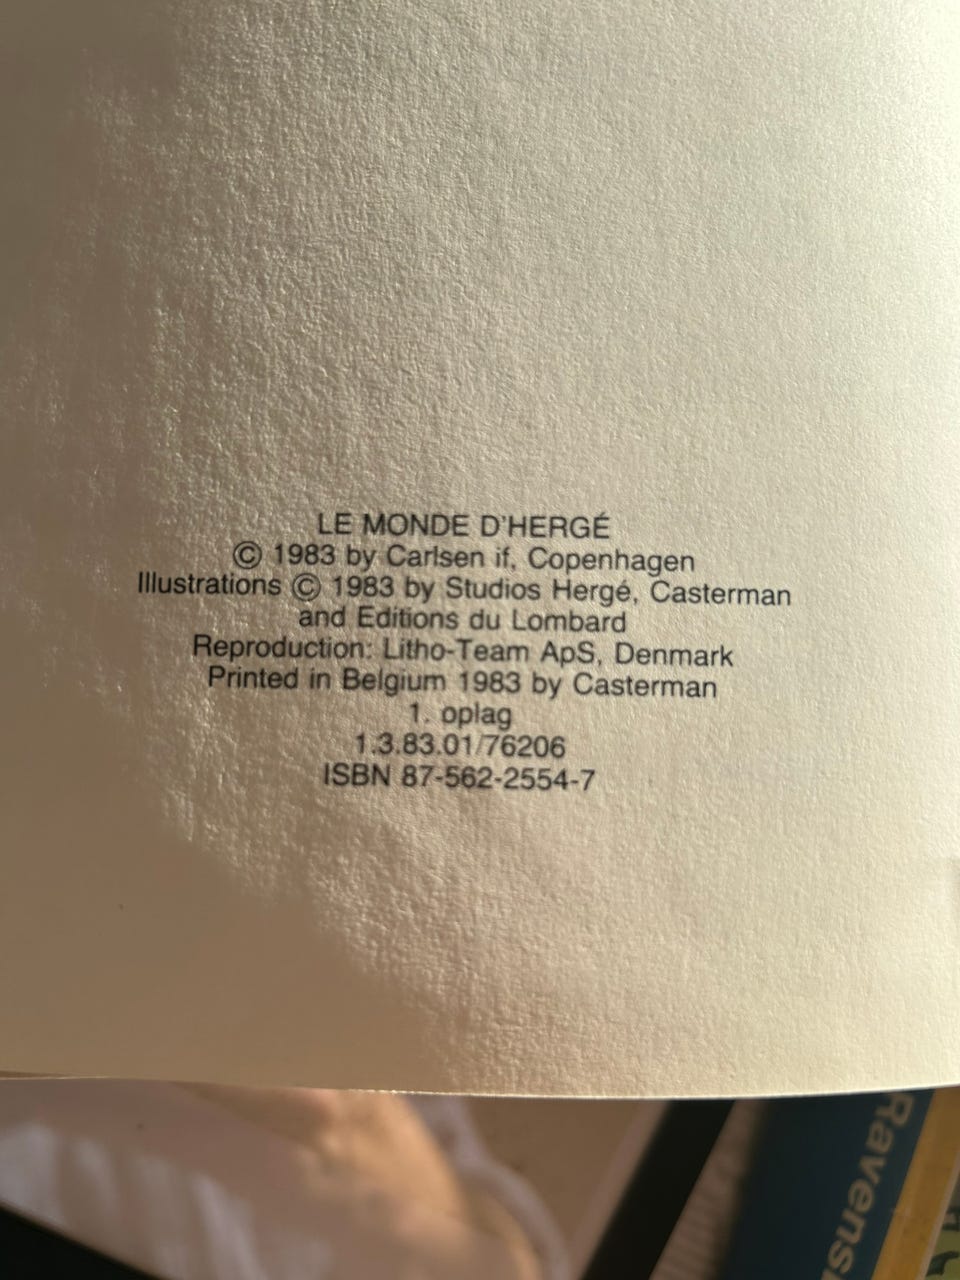 LE MONDE D'HERGÉ
© 1983 by Carlsen if, Copenhagen
Illustrations © 1983 by Studios Hergé, Casterman
and Editions du Lombard
Reproduction: Litho-Team ApS, Denmark
Printed in Belgium 1983 by Casterman
1. oplag
1.3.83.01/76206
ISBN 87-562-2554-7